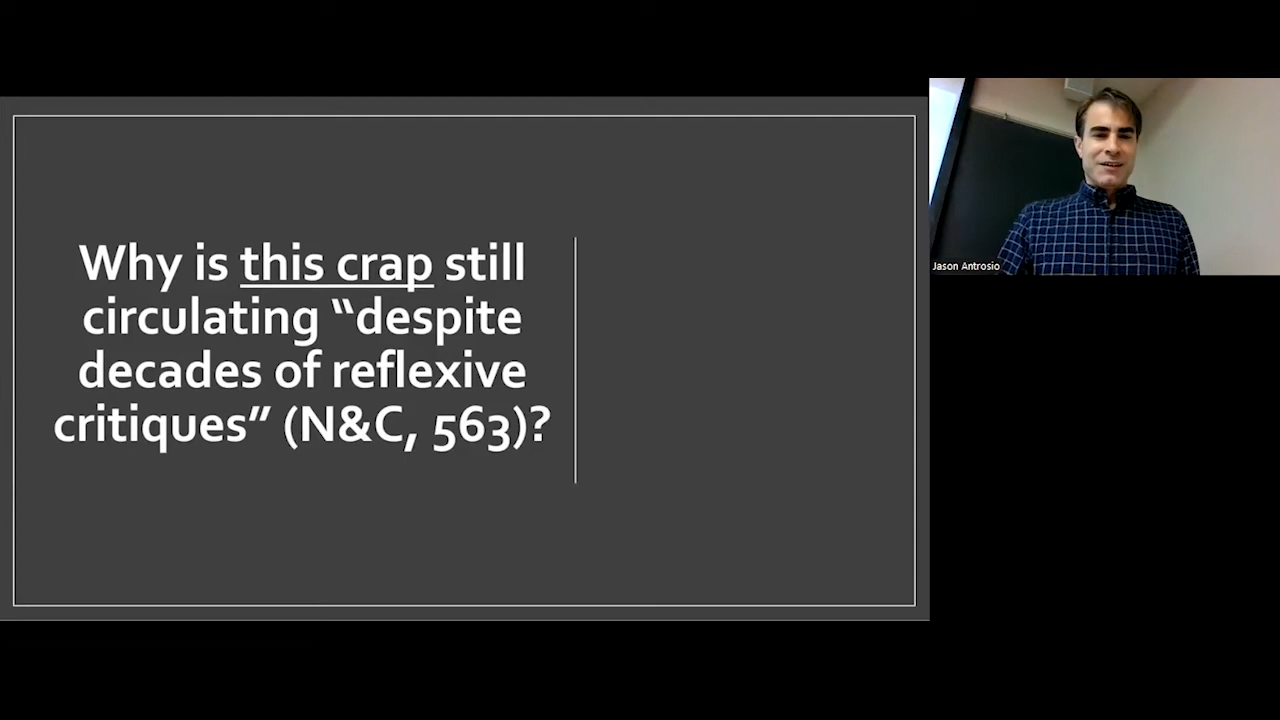 Why is this crap still
circulating “despite
decades of reflexive
critiques” (N&C, 563)?
Jason Antrosio